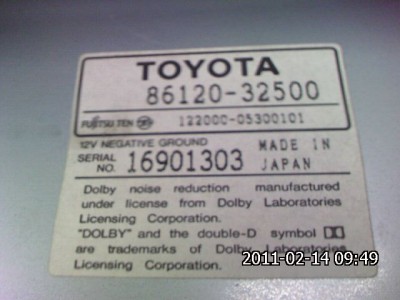 TOYOTA
86120-32500
FUJITSU TEN 122000-05300101
12V NEGATIVE GROUND MADE IN
SERIAL NO. 16901303 JAPAN
Dolby noise reduction manufactured
under license from Dolby Laboratories
Licensing Corporation.
"DOLBY" and the double-D symbol
are trademarks of Dolby Laboratories
Licensing Corporation.
2011-02-14 09:49